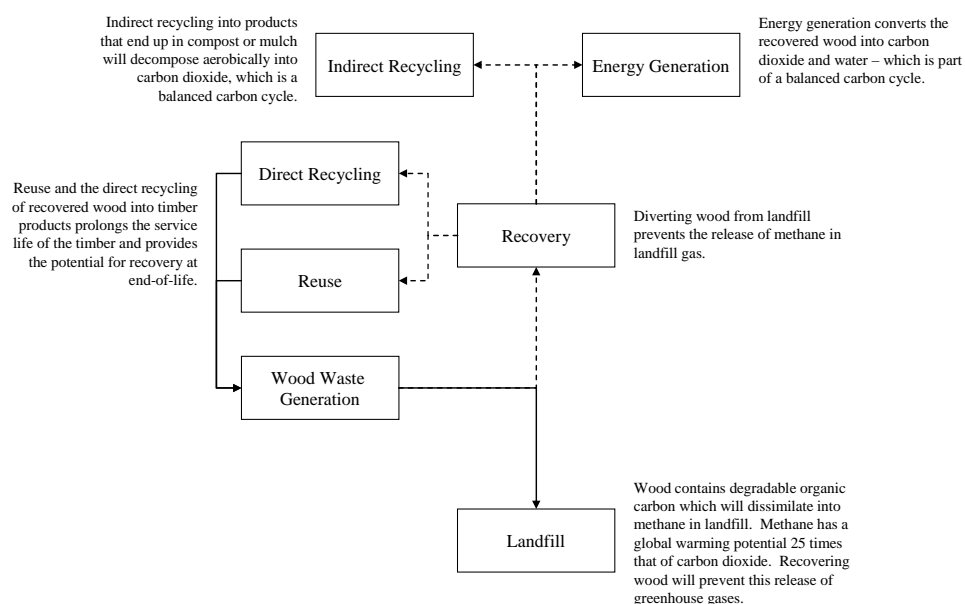 Indirect recycling into products
that end up in compost or mulch
will decompose aerobically into
carbon dioxide, which is a
balanced carbon cycle.
Indirect Recycling
Energy Generation
Energy generation converts the
recovered wood into carbon
dioxide and water – which is part
of a balanced carbon cycle.
Direct Recycling
Reuse and the direct recycling
of recovered wood into timber
products prolongs the service
life of the timber and provides
the potential for recovery at
end-of-life.
Recovery
Diverting wood from landfill
prevents the release of methane in
landfill gas.
Reuse
Wood Waste
Generation
Landfill
Wood contains degradable organic
carbon which will dissimilate into
methane in landfill.  Methane has a
global warming potential 25 times
that of carbon dioxide.  Recovering
wood will prevent this release of
greenhouse gases.